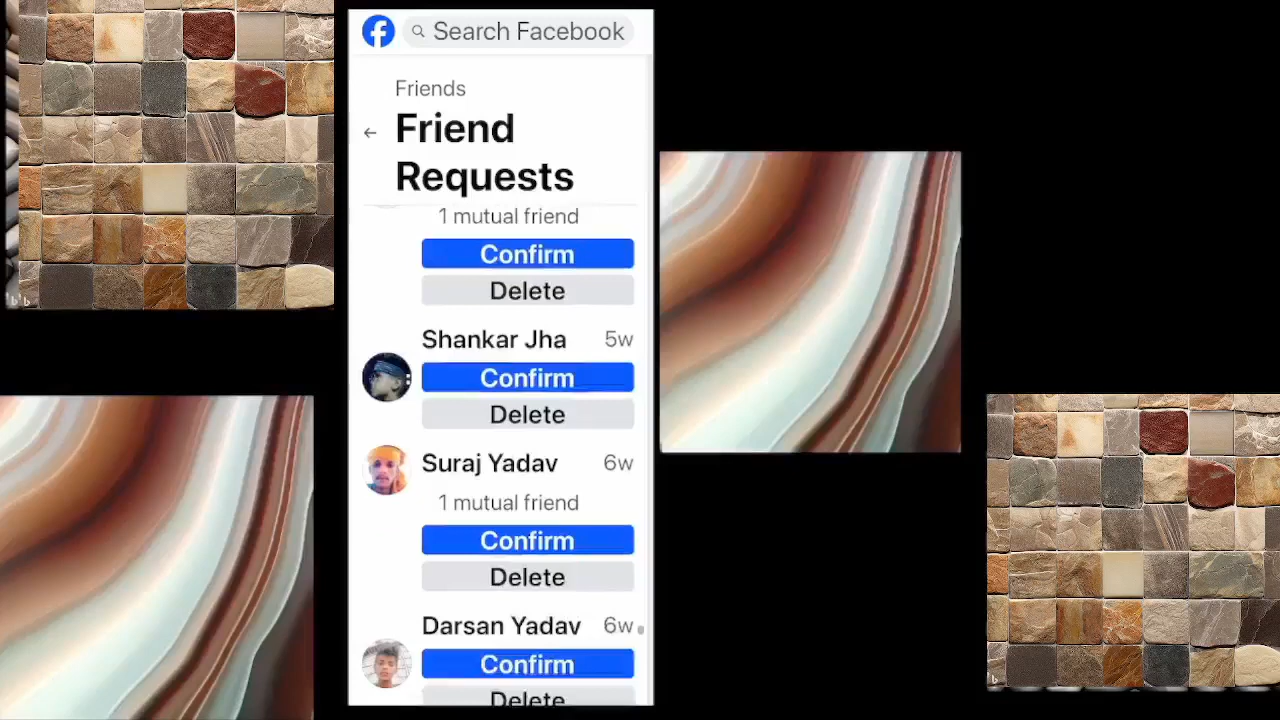 Search Facebook
Friends
Friend
Requests
1 mutual friend
Confirm
Delete
Shankar Jha 5w
Confirm
Delete
Suraj Yadav 6w
1 mutual friend
Confirm
Delete
Darsan Yadav 6w
Confirm
Delete